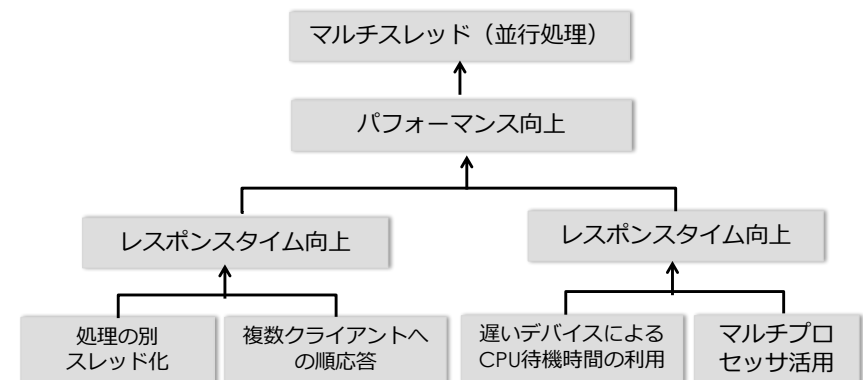 マルチスレッド（並行処理）
パフォーマンス向上
レスポンスタイム向上
レスポンスタイム向上
処理の別
スレッド化
複数クライアントへ
の順応答
遅いデバイスによる
CPU待機時間の利用
マルチプロ
セッサ活用